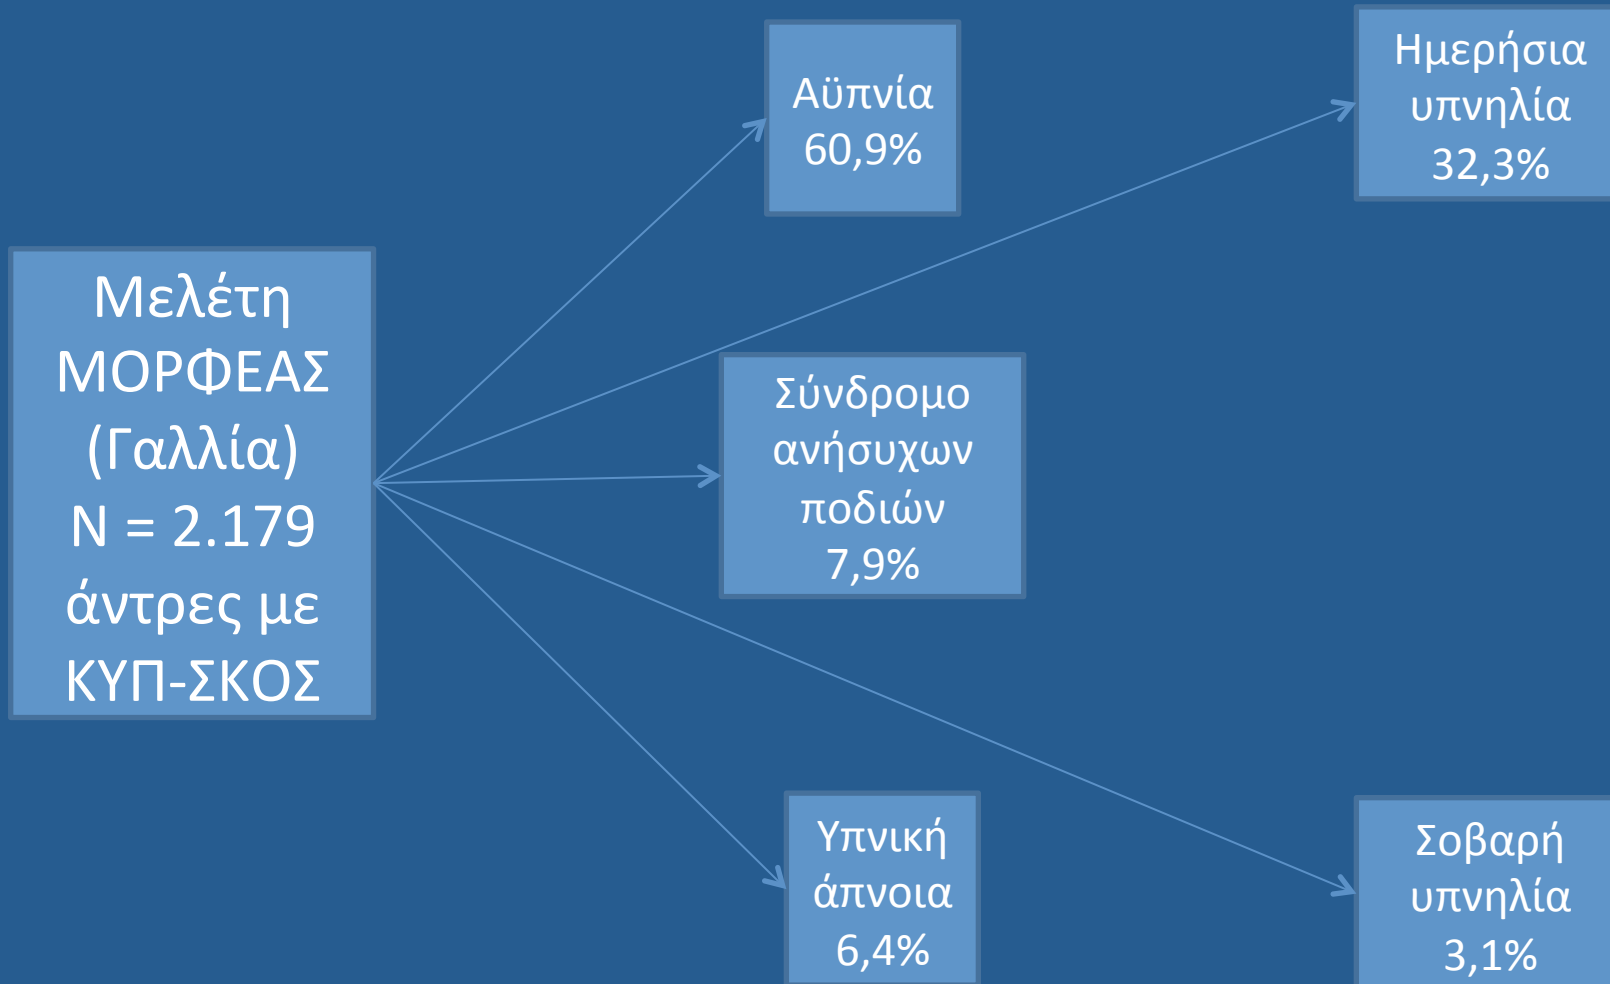 Μελέτη
ΜΟΡΦΕΑΣ
(Γαλλία)
Ν = 2.179
άντρες με
ΚΥΠ-ΣΚΟΣ
Αϋπνία
60,9%
Ημερήσια
υπνηλία
32,3%
Σύνδρομο
ανήσυχων
ποδιών
7,9%
Υπνική
άπνοια
6,4%
Σοβαρή
υπνηλία
3,1%